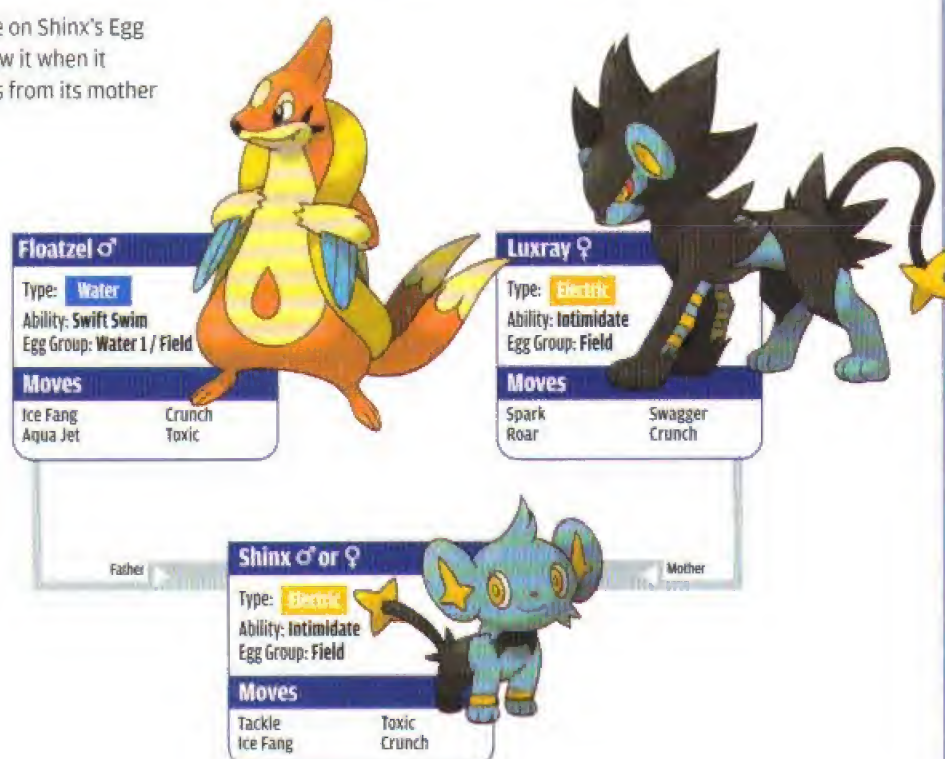 e on Shinx's Egg
w it when it
s from its mother
Floatzel ♂
Type: Water
Ability: Swift Swim
Egg Group: Water 1 / Field
Moves
Ice Fang Crunch
Aqua Jet Toxic
Luxray ♀
Type: Electric
Ability: Intimidate
Egg Group: Field
Moves
Spark Swagger
Roar Crunch
Father
Mother
Shinx ♂ or ♀
Type: Electric
Ability: Intimidate
Egg Group: Field
Moves
Tackle Toxic
Ice Fang Crunch